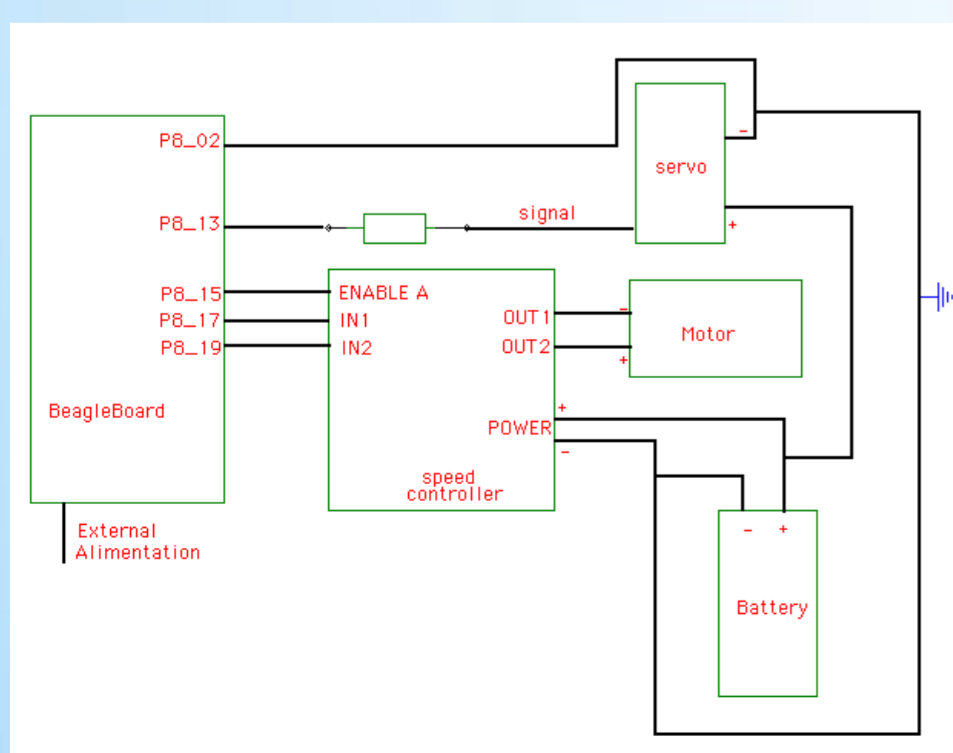 P8_02
-
servo
P8_13
signal
+
P8_15
ENABLE A
P8_17
IN1
OUT1
-
Motor
P8_19
IN2
OUT2
+
BeagleBoard
+
POWER
-
speed
controller
External
Alimentation
- +
Battery